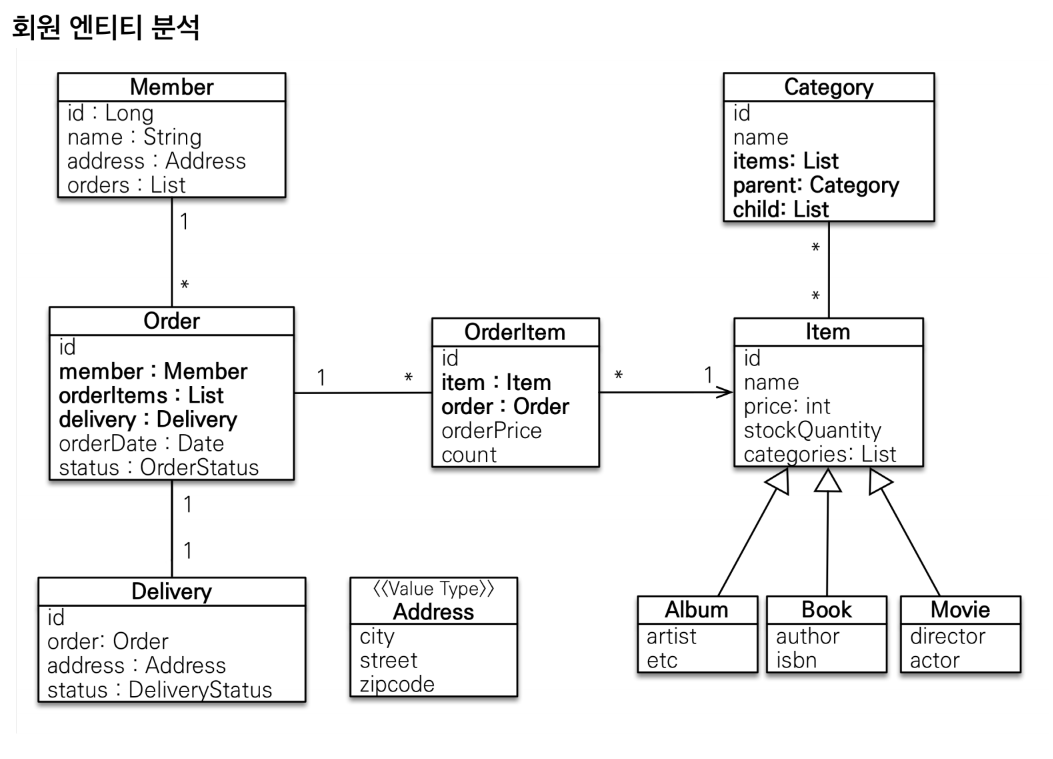 회원 엔티티 분석
Member
id : Long
name : String
address : Address
orders : List
1
*
Category
id
name
items: List
parent: Category
child: List
*
*
Order
id
member : Member
orderItems : List
delivery : Delivery
orderDate : Date
status : OrderStatus
1
*
OrderItem
id
item : Item
order : Order
orderPrice
count
*
1
Item
id
name
price: int
stockQuantity
categories: List
1
1
Delivery
id
order: Order
address : Address
status : DeliveryStatus
<<Value Type>>
Address
city
street
zipcode
Album
artist
etc
Book
author
isbn
Movie
director
actor